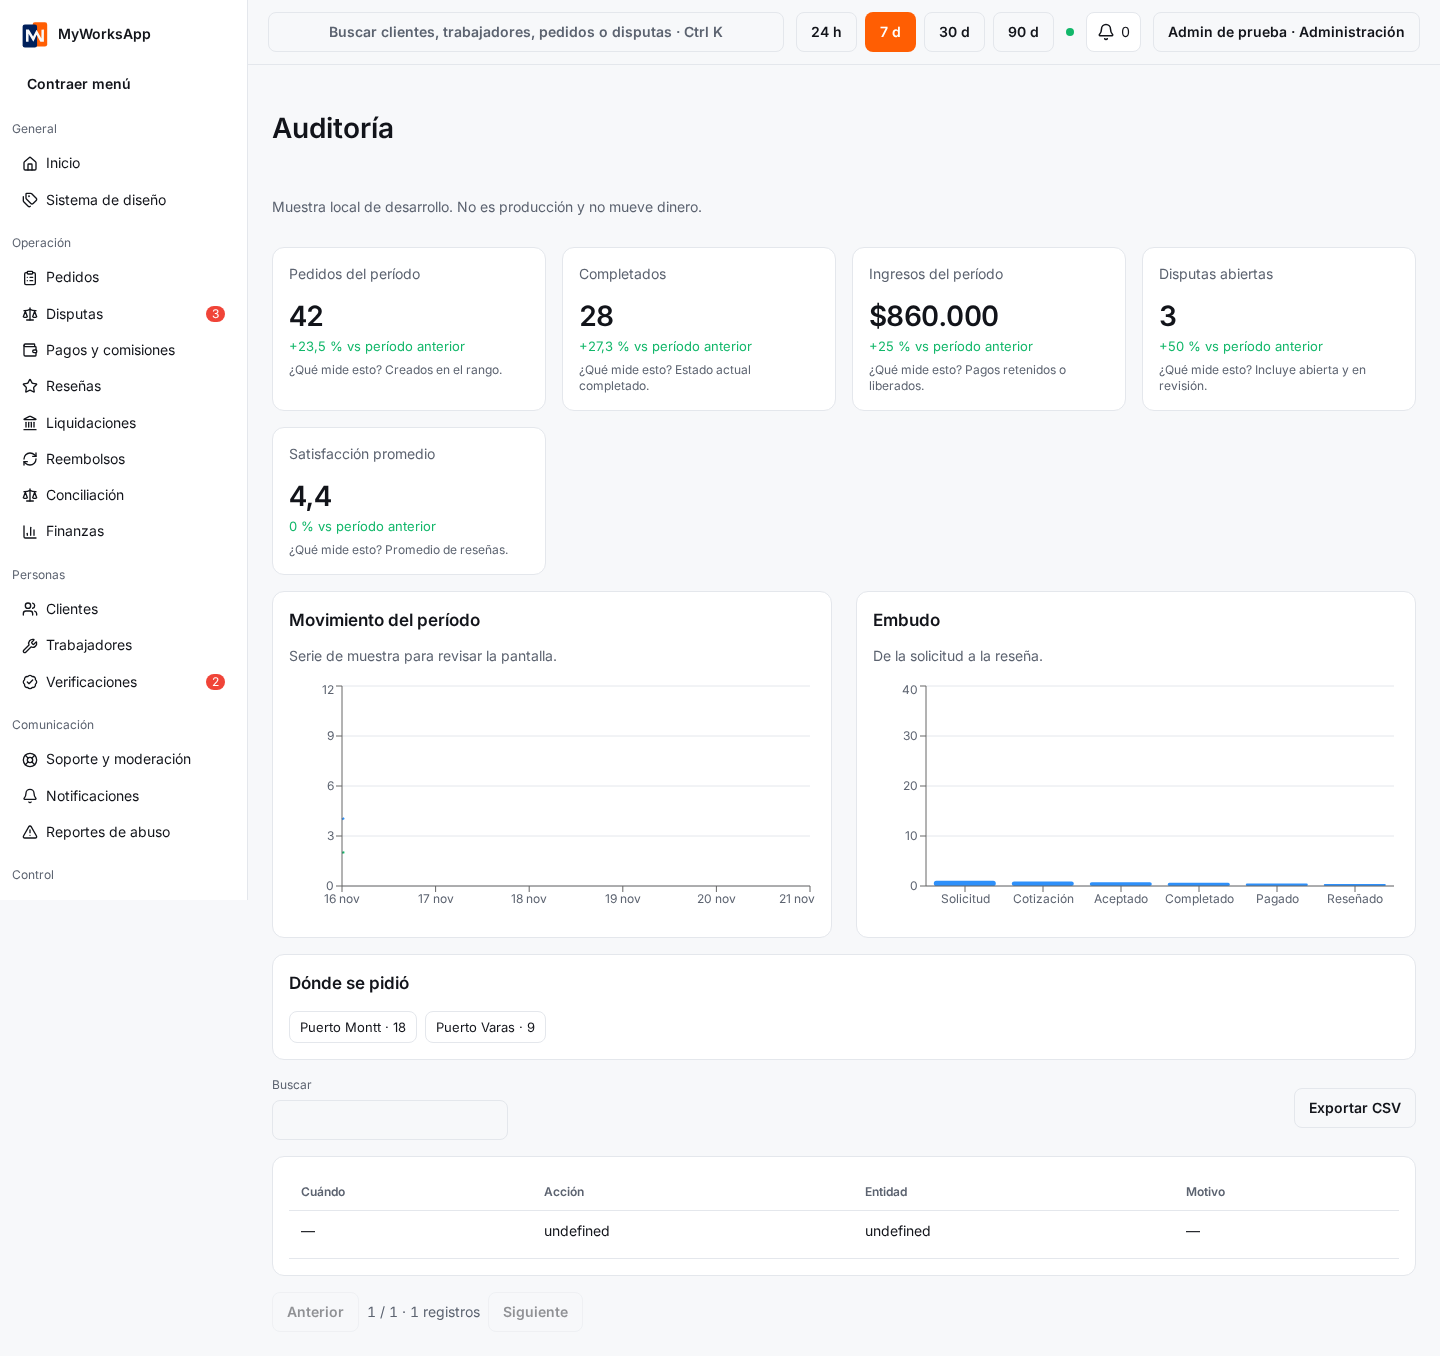 MyWorksApp
Contraer menú
General
Inicio
Sistema de diseño
Operación
Pedidos
Disputas 3
Pagos y comisiones
Reseñas
Liquidaciones
Reembolsos
Conciliación
Finanzas
Personas
Clientes
Trabajadores
Verificaciones 2
Comunicación
Soporte y moderación
Notificaciones
Reportes de abuso
Control
Buscar clientes, trabajadores, pedidos o disputas · Ctrl K
24 h
7 d
30 d
90 d
0
Admin de prueba · Administración
Auditoría
Muestra local de desarrollo. No es producción y no mueve dinero.
Pedidos del período
42
+23,5 % vs período anterior
¿Qué mide esto? Creados en el rango.
Completados
28
+27,3 % vs período anterior
¿Qué mide esto? Estado actual
completado.
Ingresos del período
$860.000
+25 % vs período anterior
¿Qué mide esto? Pagos retenidos o
liberados.
Disputas abiertas
3
+50 % vs período anterior
¿Qué mide esto? Incluye abierta y en
revisión.
Satisfacción promedio
4,4
0 % vs período anterior
¿Qué mide esto? Promedio de reseñas.
Movimiento del período
Serie de muestra para revisar la pantalla.
12
9
6
3
0
16 nov 17 nov 18 nov 19 nov 20 nov 21 nov
Embudo
De la solicitud a la reseña.
40
30
20
10
0
Solicitud Cotización Aceptado Completado Pagado Reseñado
Dónde se pidió
Puerto Montt · 18
Puerto Varas · 9
Buscar
Exportar CSV
Cuándo Acción Entidad Motivo
— undefined undefined —
Anterior 1 / 1 · 1 registros Siguiente